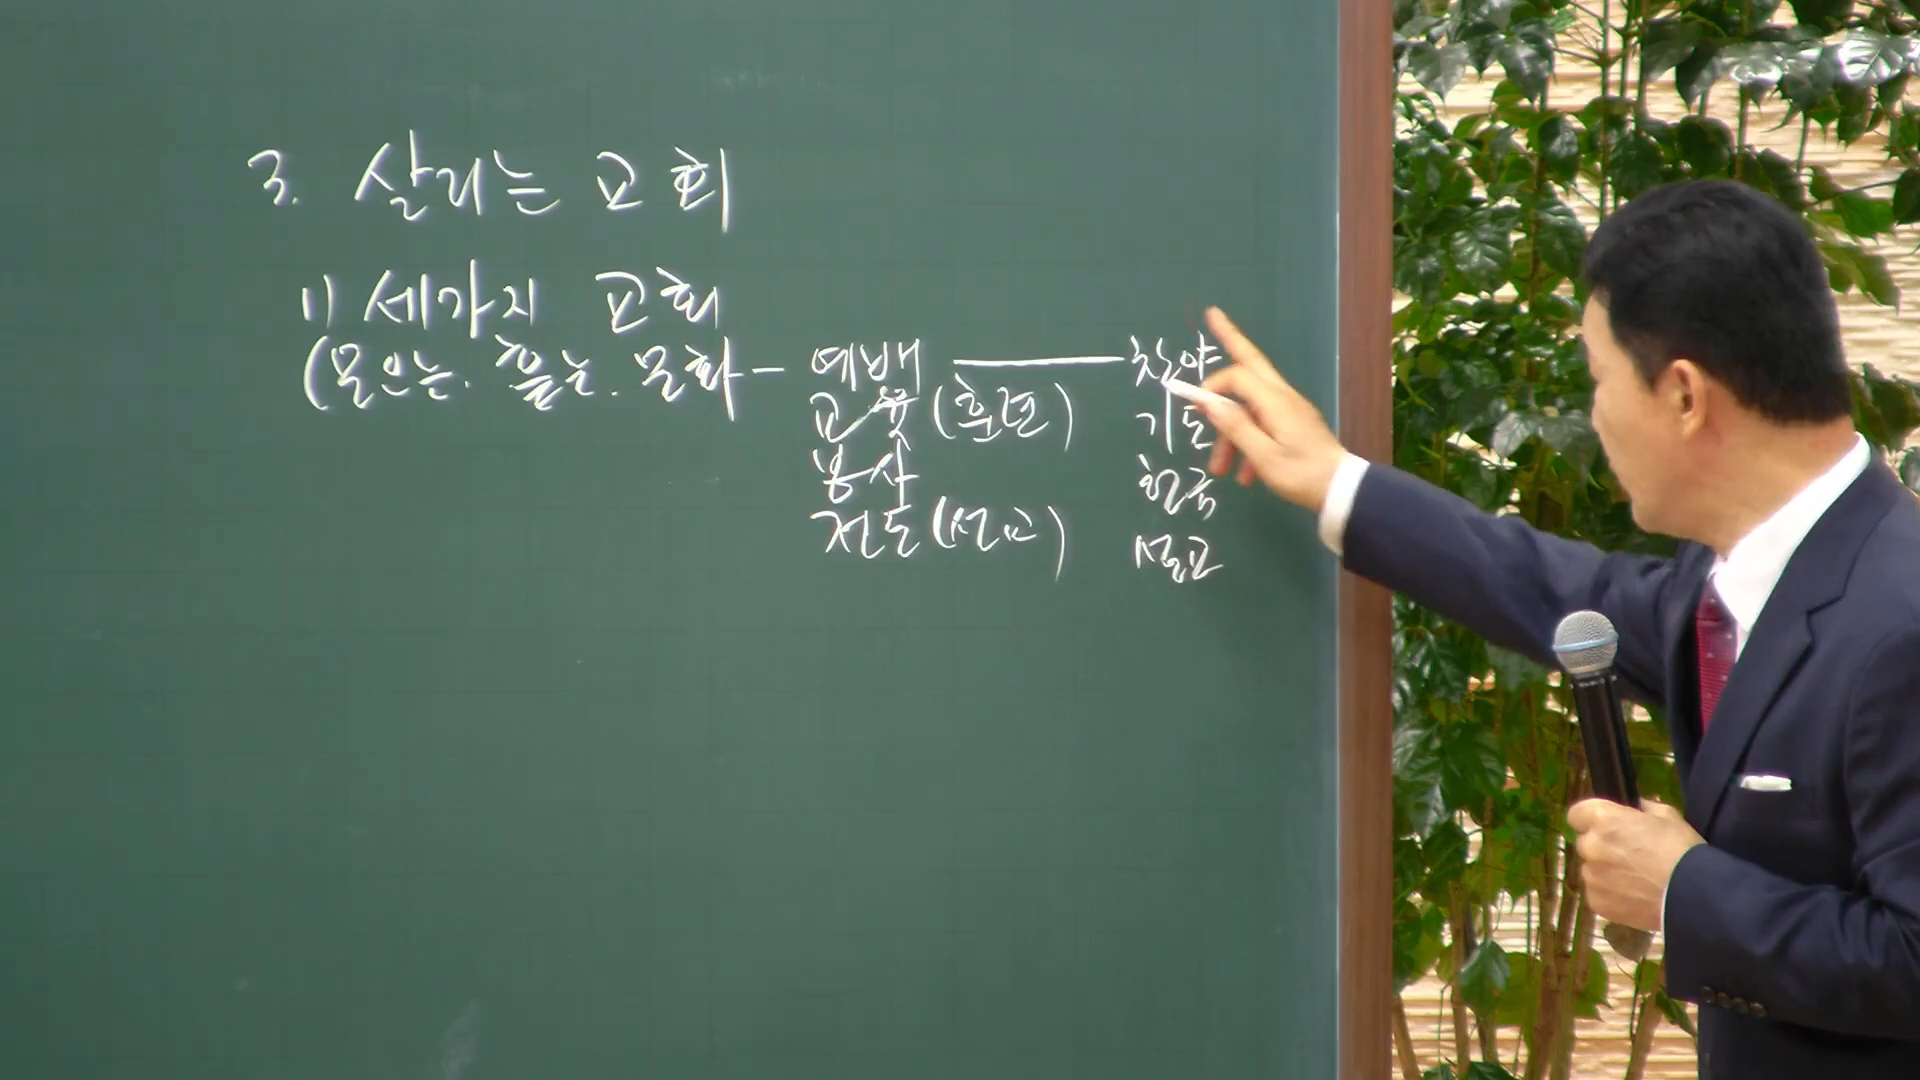 3. 살리는 교회
1) 세가지 교회
(모으는. 흩는. 문화 - 예배 —— 찬양
교육 (훈련) 기도
봉사 헌금
전도 (선교) 설교